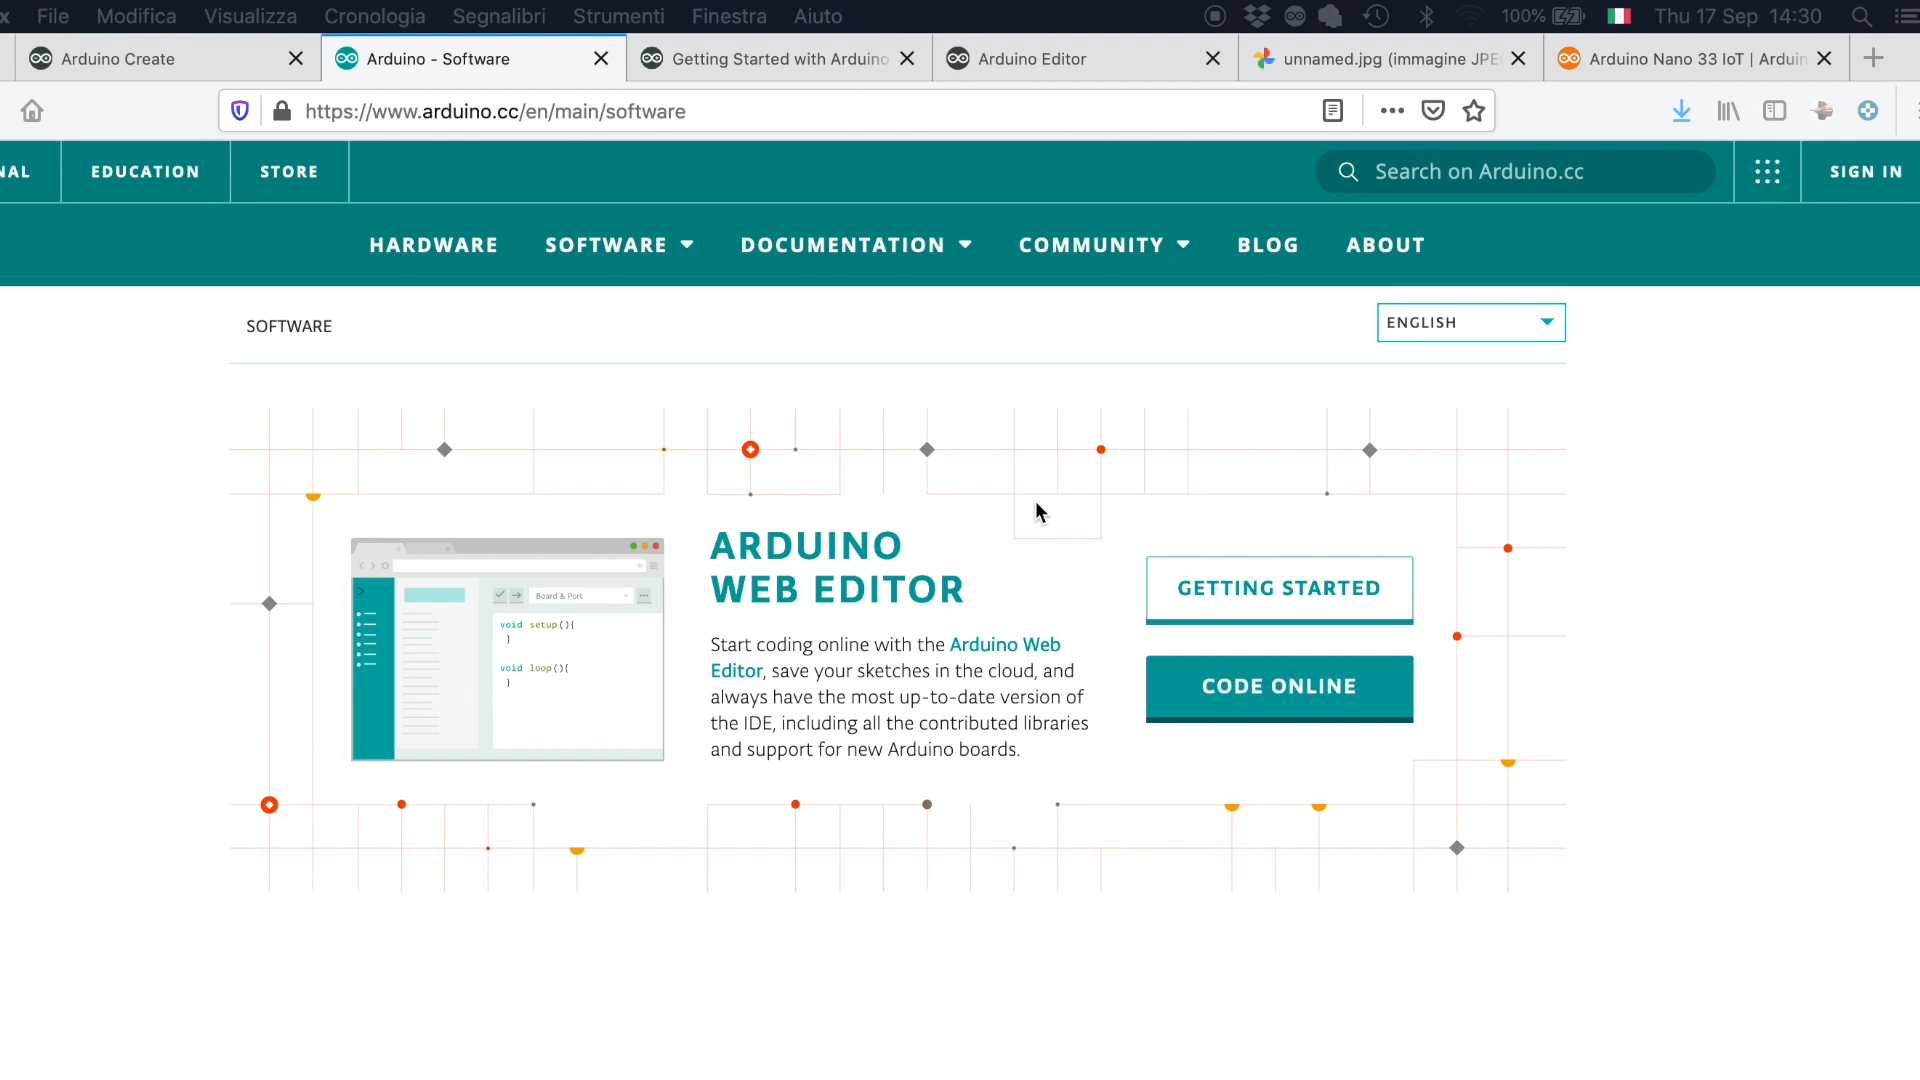 File Modifica Visualizza Cronologia Segnalibri Strumenti Finestra Aiuto 100% Thu 17 Sep 14:30
Arduino Create Arduino - Software Getting Started with Arduino Arduino Editor unnamed.jpg (immagine JPE Arduino Nano 33 IoT | Arduin
https://www.arduino.cc/en/main/software
NAL EDUCATION STORE Search on Arduino.cc SIGN IN
HARDWARE SOFTWARE DOCUMENTATION COMMUNITY BLOG ABOUT
SOFTWARE
ENGLISH
Board & Port
void setup(){
}
void loop(){
}
ARDUINO
WEB EDITOR
Start coding online with the Arduino Web
Editor, save your sketches in the cloud, and
always have the most up-to-date version of
the IDE, including all the contributed libraries
and support for new Arduino boards.
GETTING STARTED
CODE ONLINE